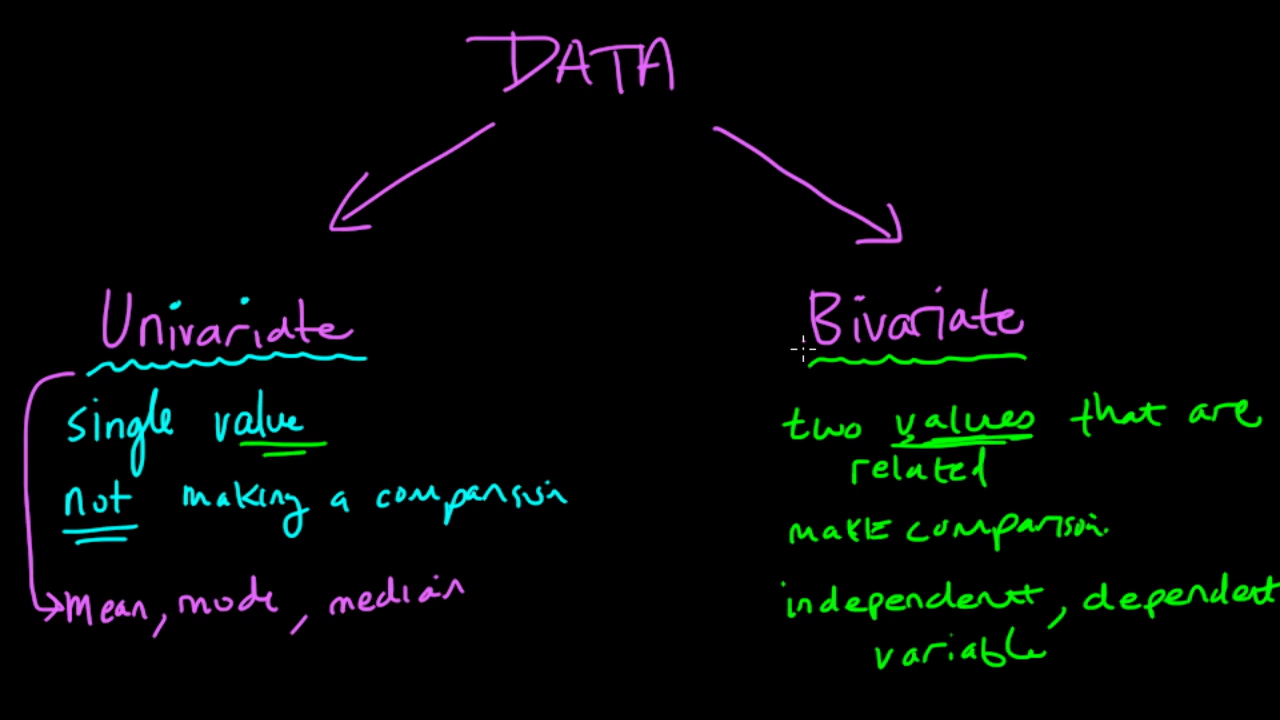 DATA
Univariate
single value
not making a comparison
mean, mode, median
Bivariate
two values that are
related
make comparison.
independent, dependent
variable